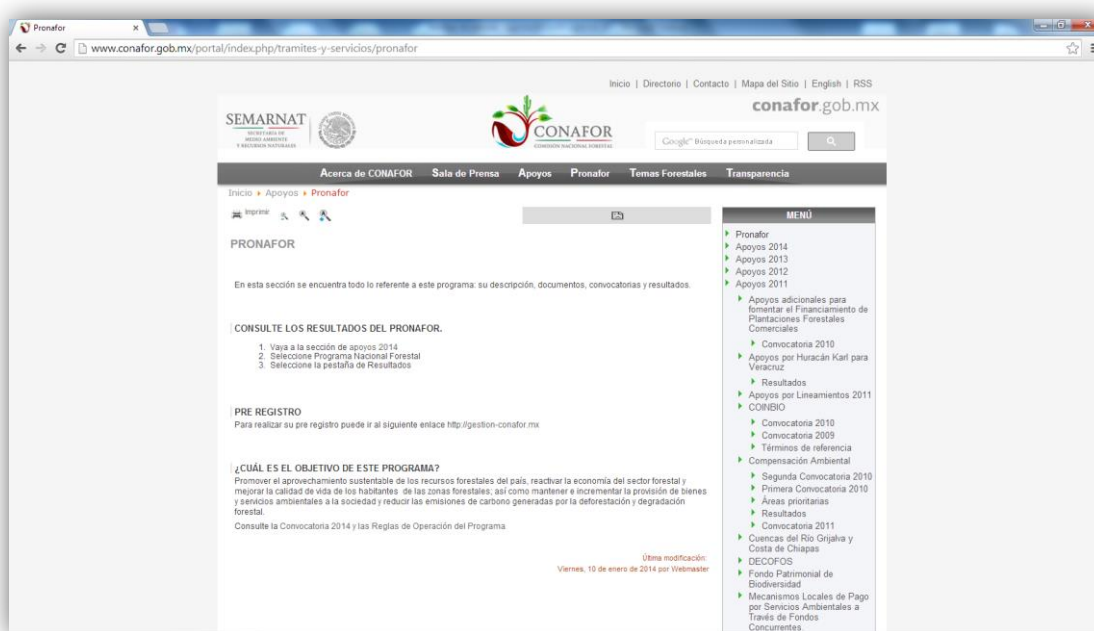 Pronafor
www.conafor.gob.mx/portal/index.php/tramites-y-servicios/pronafor
Inicio | Directorio | Contacto | Mapa del Sitio | English | RSS
conafor.gob.mx
SEMARNAT
SECRETARÍA DE
MEDIO AMBIENTE
Y RECURSOS NATURALES
CONAFOR
COMISIÓN NACIONAL FORESTAL
Google™ Búsqueda personalizada
Acerca de CONAFOR Sala de Prensa Apoyos Pronafor Temas Forestales Transparencia
Inicio Apoyos Pronafor
Imprimir
PRONAFOR
En esta sección se encuentra todo lo referente a este programa: su descripción, documentos, convocatorias y resultados.
CONSULTE LOS RESULTADOS DEL PRONAFOR.
1. Vaya a la sección de apoyos 2014
2. Seleccione Programa Nacional Forestal
3. Seleccione la pestaña de Resultados
PRE REGISTRO
Para realizar su pre registro puede ir al siguiente enlace http://gestion-conafor.mx
¿CUÁL ES EL OBJETIVO DE ESTE PROGRAMA?
Promover el aprovechamiento sustentable de los recursos forestales del país, reactivar la economía del sector forestal y
mejorar la calidad de vida de los habitantes de las zonas forestales; así como mantener e incrementar la provisión de bienes
y servicios ambientales a la sociedad y reducir las emisiones de carbono generadas por la deforestación y degradación
forestal.
Consulte la Convocatoria 2014 y las Reglas de Operación del Programa
Última modificación:
Viernes, 10 de enero de 2014 por Webmaster
MENÚ
Pronafor
Apoyos 2014
Apoyos 2013
Apoyos 2012
Apoyos 2011
Apoyos adicionales para
fomentar el Financiamiento de
Plantaciones Forestales
Comerciales
Convocatoria 2010
Apoyos por Huracán Karl para
Veracruz
Resultados
Apoyos por Lineamientos 2011
COINBIO
Convocatoria 2010
Convocatoria 2009
Términos de referencia
Compensación Ambiental
Segunda Convocatoria 2010
Primera Convocatoria 2010
Áreas prioritarias
Resultados
Convocatoria 2011
Cuencas del Río Grijalva y
Costa de Chiapas
DECOFOS
Fondo Patrimonial de
Biodiversidad
Mecanismos Locales de Pago
por Servicios Ambientales a
Través de Fondos
Concurrentes.